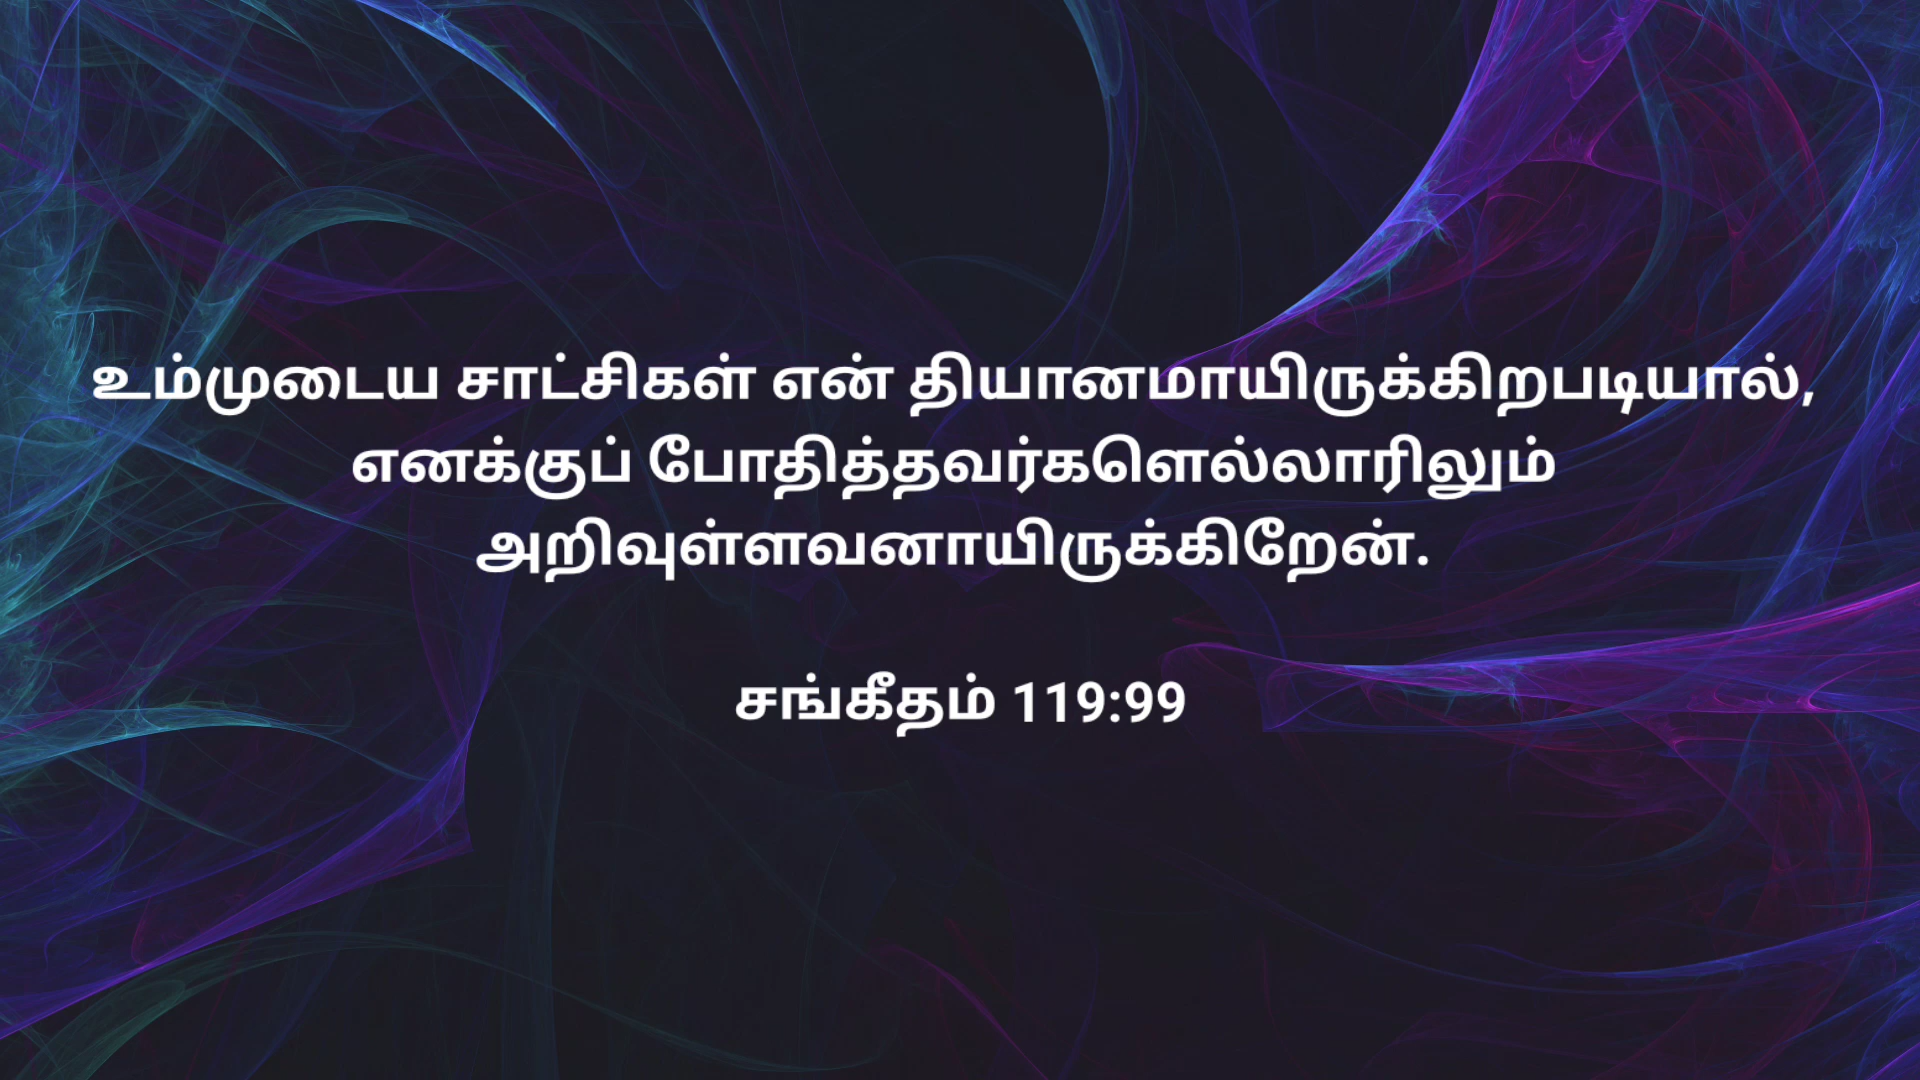 உம்முடைய சாட்சிகள் என் தியானமாயிருக்கிறபடியால்,
எனக்குப் போதித்தவர்களெல்லாரிலும்
அறிவுள்ளவனாயிருக்கிறேன்.
சங்கீதம் 119:99